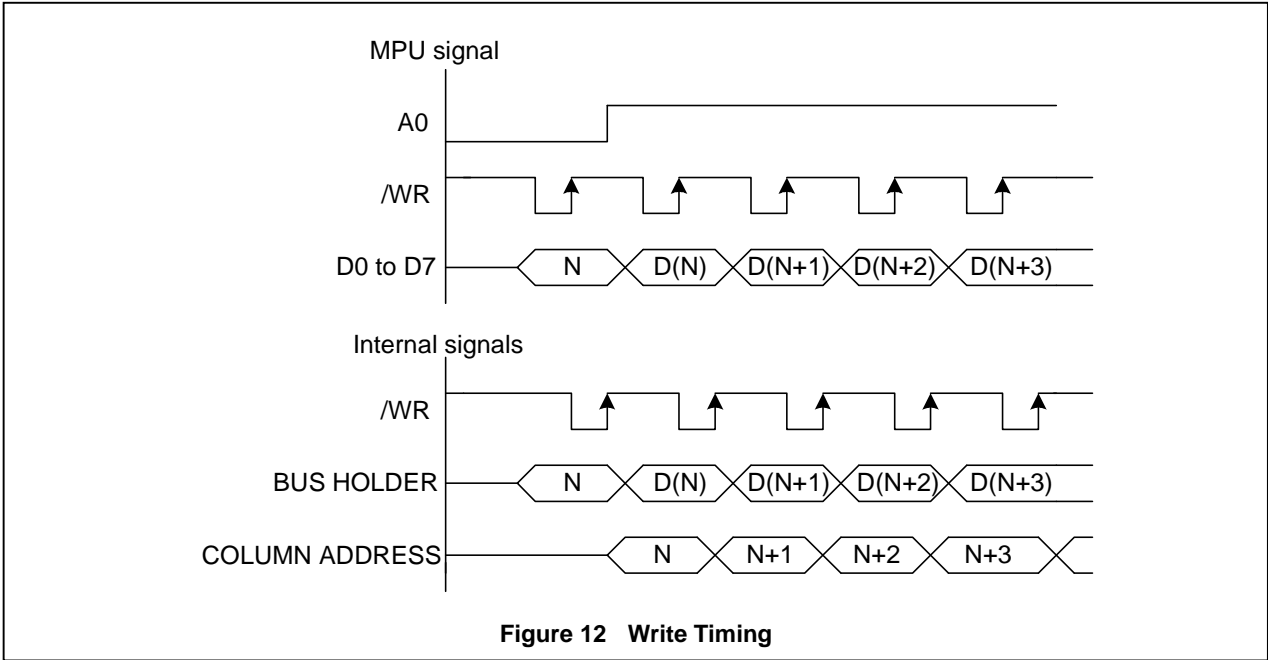 MPU signal
A0
/WR
D0 to D7 N D(N) D(N+1) D(N+2) D(N+3)
Internal signals
/WR
BUS HOLDER N D(N) D(N+1) D(N+2) D(N+3)
COLUMN ADDRESS N N+1 N+2 N+3
Figure 12 Write Timing